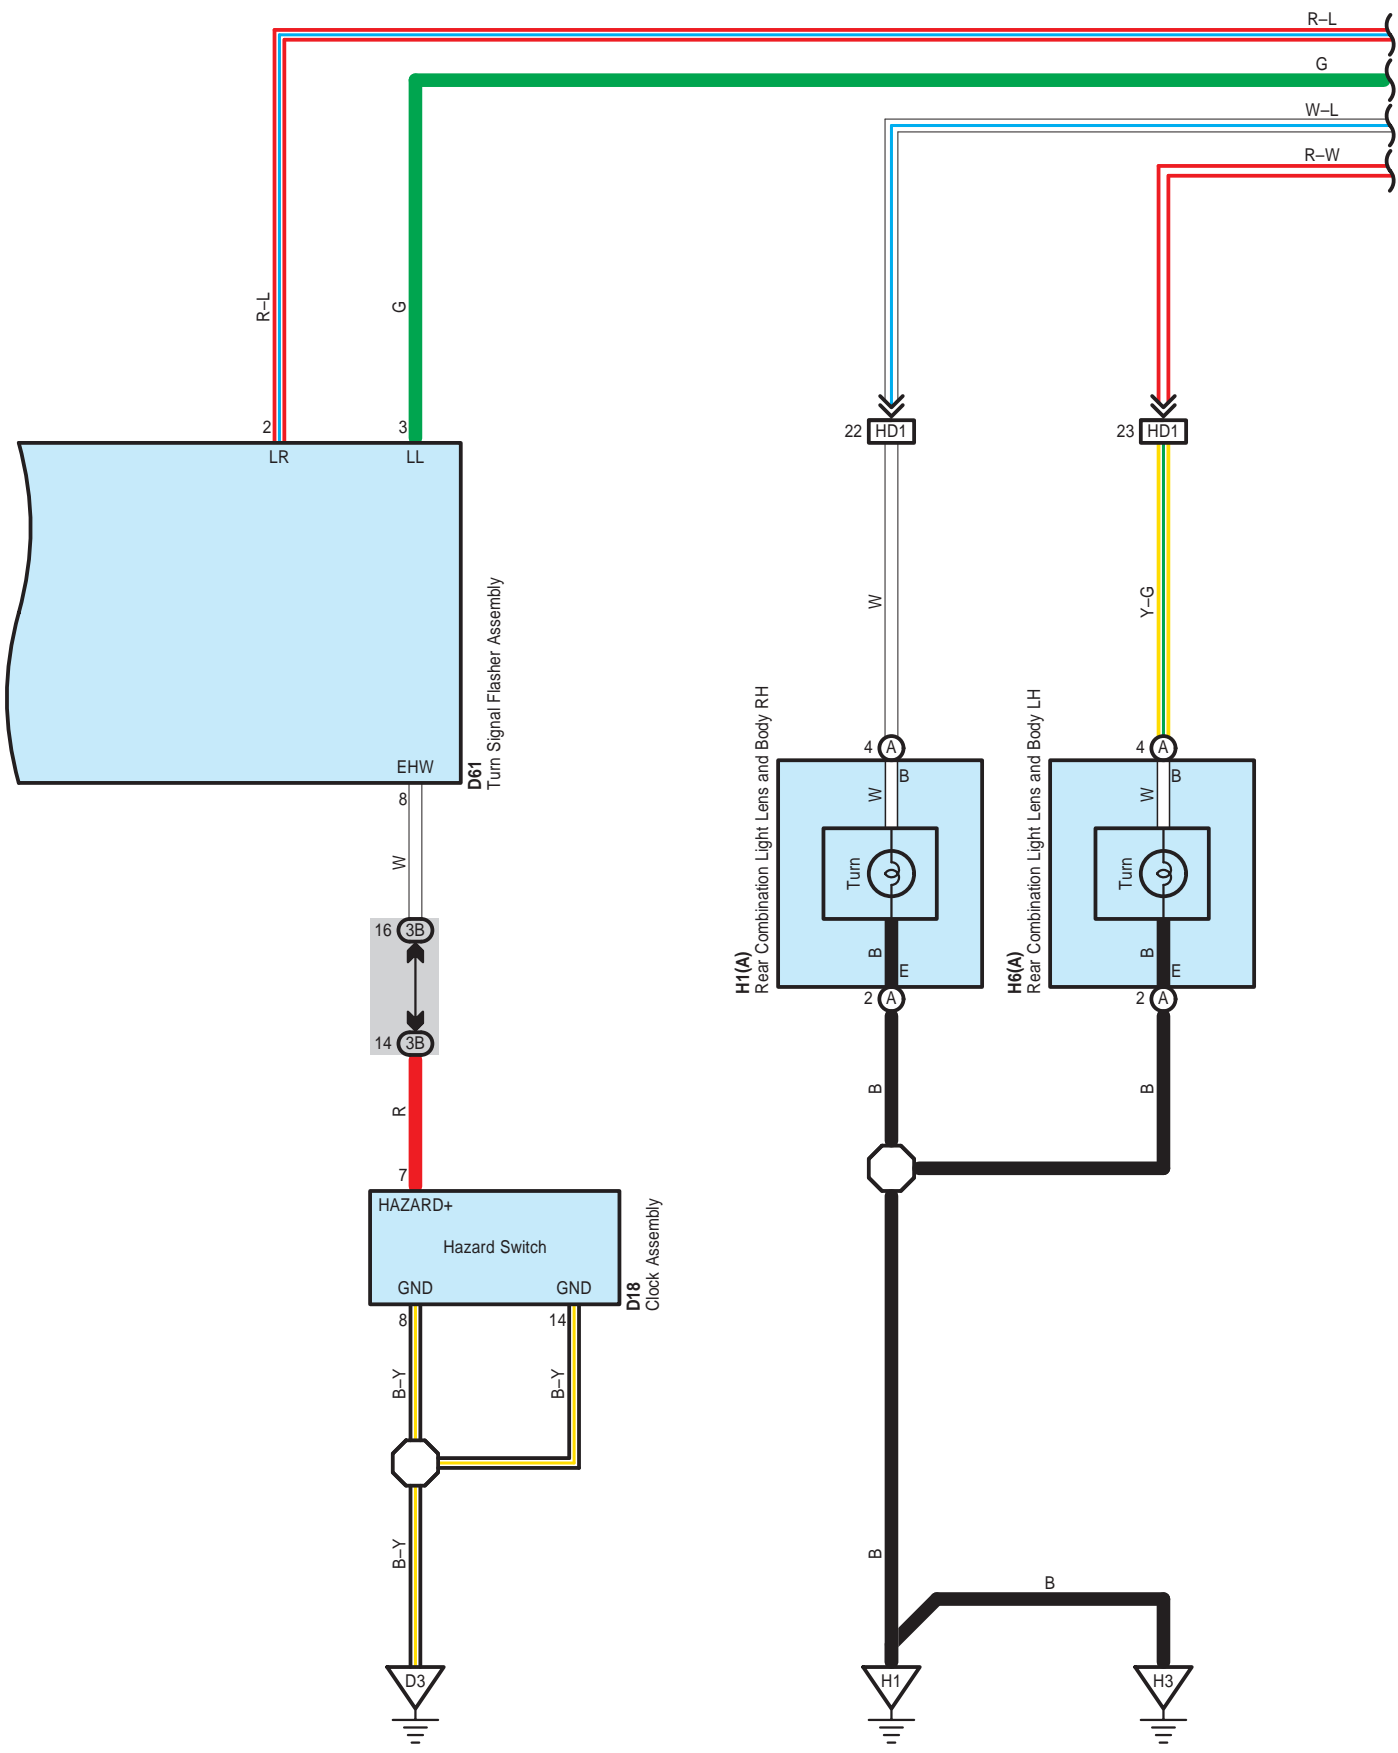 R–L
G
W–L
R–W
R–L
G
2
3
LR
LL
22 HD1
23 HD1
W
Y–G
EHW
8
D61
Turn Signal Flasher Assembly
W
16 3B
14 3B
R
7
HAZARD+
Hazard Switch
GND
GND
D18
Clock Assembly
8
14
B–Y
B–Y
B–Y
D3
4 A
B
W
Turn
B
E
2 A
H1(A)
Rear Combination Light Lens and Body RH
B
4 A
B
W
Turn
B
E
2 A
H6(A)
Rear Combination Light Lens and Body LH
B
B
B
H1
H3